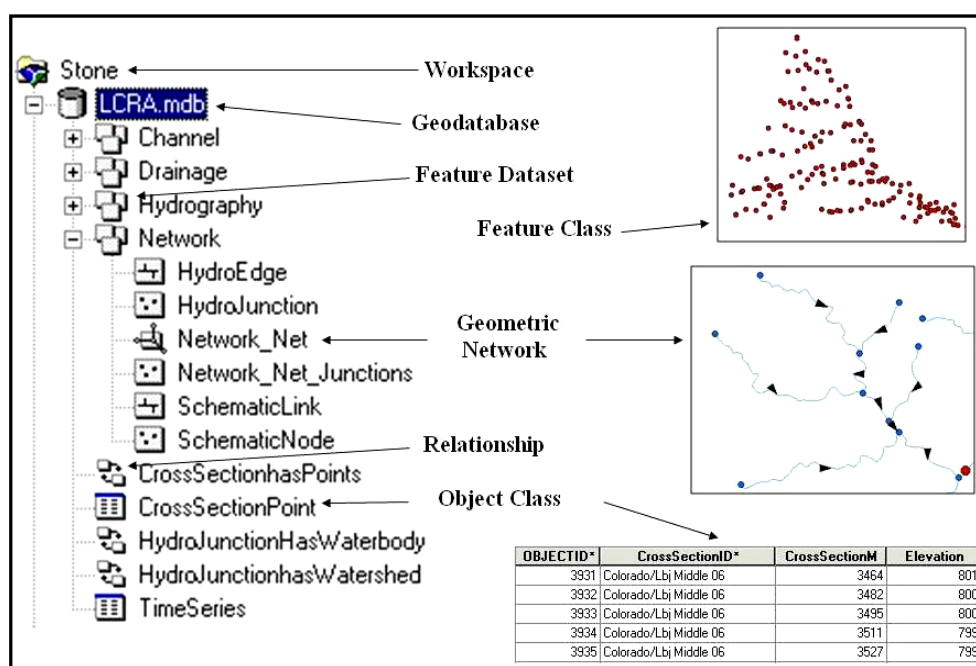 Stone
LCRA.mdb
Channel
Drainage
Hydrography
Network
HydroEdge
HydroJunction
Network_Net
Network_Net_Junctions
SchematicLink
SchematicNode
CrossSectionhasPoints
CrossSectionPoint
HydroJunctionHasWaterbody
HydroJunctionhasWatershed
TimeSeries
Workspace
Geodatabase
Feature Dataset
Feature Class
Geometric
Network
Relationship
Object Class
OBJECTID* CrossSectionID* CrossSectionM Elevation
3931 Colorado/Lbj Middle 06 3464 801
3932 Colorado/Lbj Middle 06 3482 800
3933 Colorado/Lbj Middle 06 3495 800
3934 Colorado/Lbj Middle 06 3511 799
3935 Colorado/Lbj Middle 06 3527 799